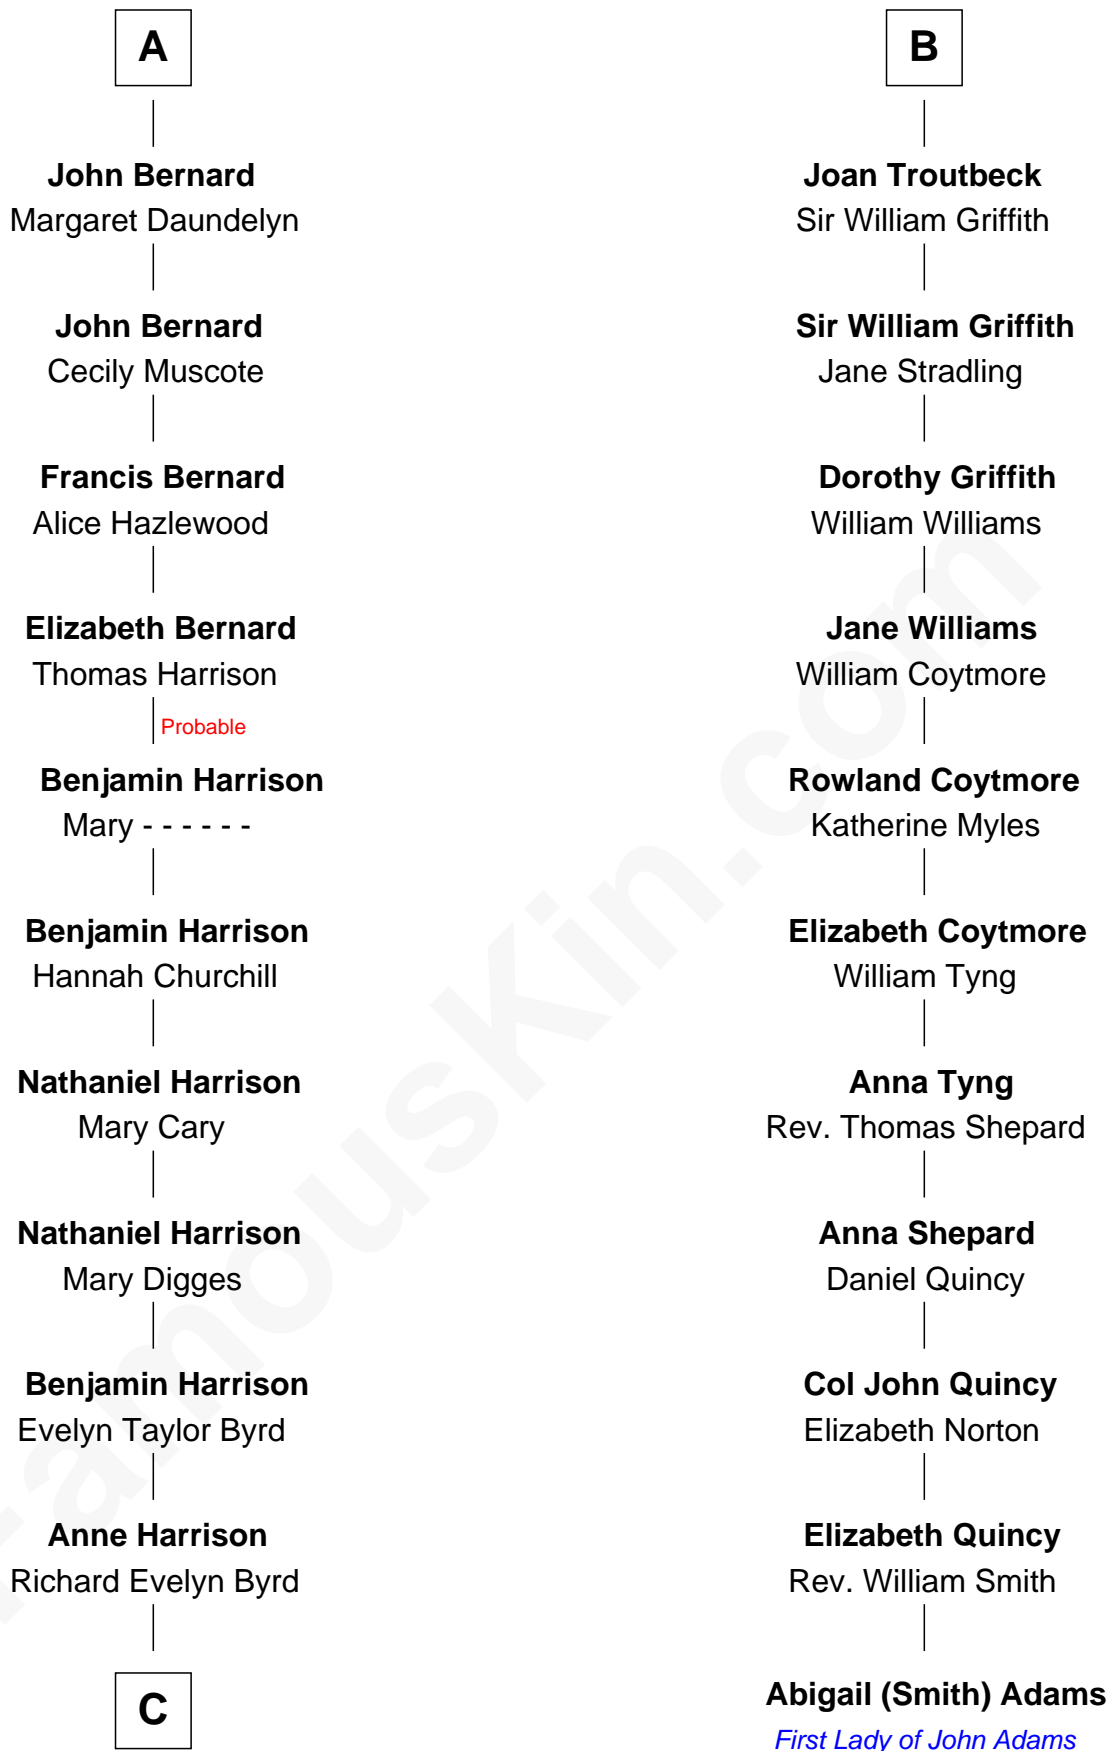 A
John Bernard
Margaret Daundelyn
John Bernard
Cecily Muscote
Francis Bernard
Alice Hazlewood
Elizabeth Bernard
Thomas Harrison
Probable
Benjamin Harrison
Mary - - - - - -
Benjamin Harrison
Hannah Churchill
Nathaniel Harrison
Mary Cary
Nathaniel Harrison
Mary Digges
Benjamin Harrison
Evelyn Taylor Byrd
Anne Harrison
Richard Evelyn Byrd
C
B
Joan Troutbeck
Sir William Griffith
Sir William Griffith
Jane Stradling
Dorothy Griffith
William Williams
Jane Williams
William Coytmore
Rowland Coytmore
Katherine Myles
Elizabeth Coytmore
William Tyng
Anna Tyng
Rev. Thomas Shepard
Anna Shepard
Daniel Quincy
Col John Quincy
Elizabeth Norton
Elizabeth Quincy
Rev. William Smith
Abigail (Smith) Adams
First Lady of John Adams
FamousKin.com